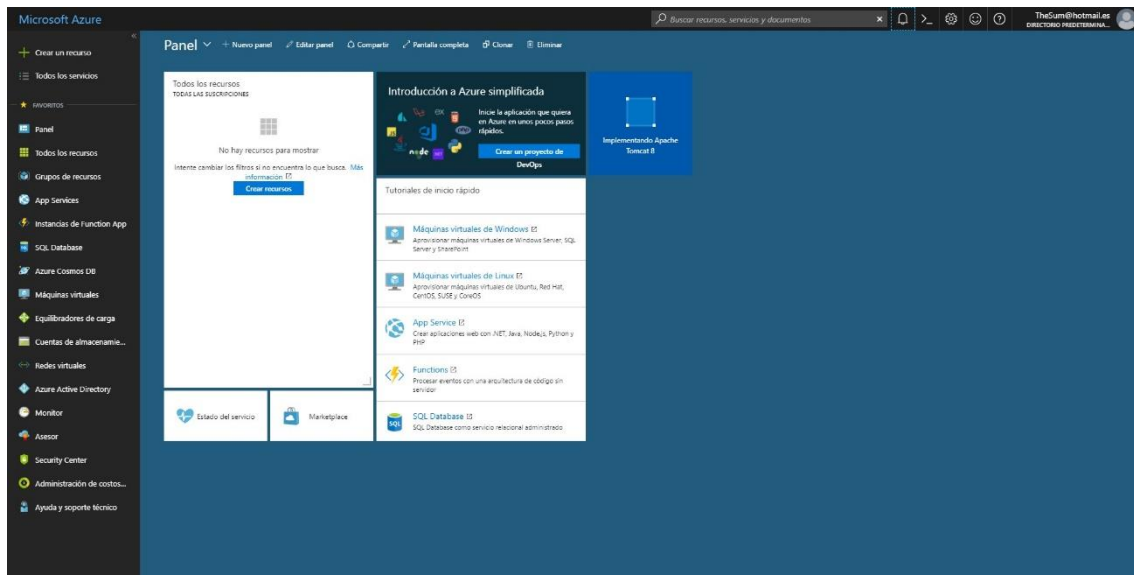 Microsoft Azure
Buscar recursos, servicios y documentos
TheSum@hotmail.es
DIRECTORIO PREDETERMINA...
Crear un recurso
Todos los servicios
FAVORITOS
Panel
Todos los recursos
Grupos de recursos
App Services
Instancias de Function App
SQL Database
Azure Cosmos DB
Máquinas virtuales
Equilibradores de carga
Cuentas de almacenamie...
Redes virtuales
Azure Active Directory
Monitor
Asesor
Security Center
Administración de costos...
Ayuda y soporte técnico
Panel
Nuevo panel
Editar panel
Compartir
Pantalla completa
Clonar
Eliminar
Todos los recursos
TODAS LAS SUSCRIPCIONES
No hay recursos para mostrar
Intente cambiar los filtros si no encuentra lo que busca. Más
información
Crear recursos
Estado del servicio
Marketplace
Introducción a Azure simplificada
Inicie la aplicación que quiera
en Azure en unos pocos pasos
rápidos.
Crear un proyecto de
DevOps
ex
php
node
Tutoriales de inicio rápido
Máquinas virtuales de Windows
Aprovisionar máquinas virtuales de Windows Server, SQL
Server y SharePoint
Máquinas virtuales de Linux
Aprovisionar máquinas virtuales de Ubuntu, Red Hat,
CentOS, SUSE y CoreOS
App Service
Crear aplicaciones web con .NET, Java, Node.js, Python y
PHP
Functions
Procesar eventos con una arquitectura de código sin
servidor
SQL
SQL Database
SQL Database como servicio relacional administrado
Implementando Apache
Tomcat 8